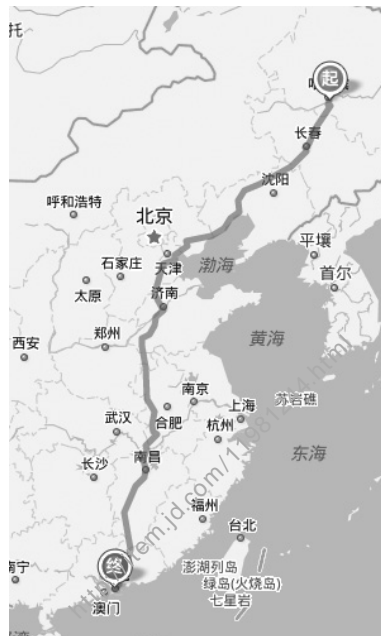 托
起
长春
沈阳
呼和浩特
北京
天津
平壤
石家庄
渤海
首尔
太原
济南
黄海
郑州
西安
南京
苏岩礁
上海
武汉
合肥
杭州
东海
长沙
南昌
福州
台北
终
澎湖列岛
南宁
绿岛(火烧岛)
澳门
七星岩